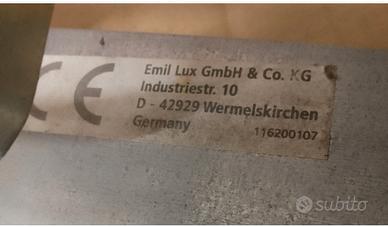 CE
Emil Lux GmbH & Co. KG
Industriestr. 10
D - 42929 Wermelskirchen
Germany
116200107
subito